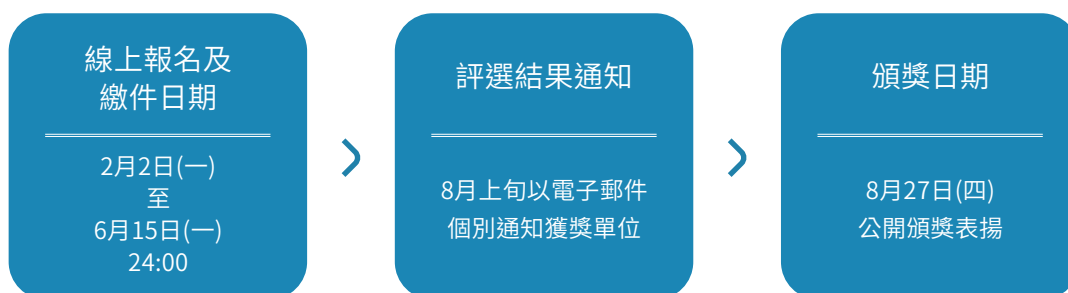 線上報名及
繳件日期
2月2日(一)
至
6月15日(一)
24:00
評選結果通知
8月上旬以電子郵件
個別通知獲獎單位
頒獎日期
8月27日(四)
公開頒獎表揚